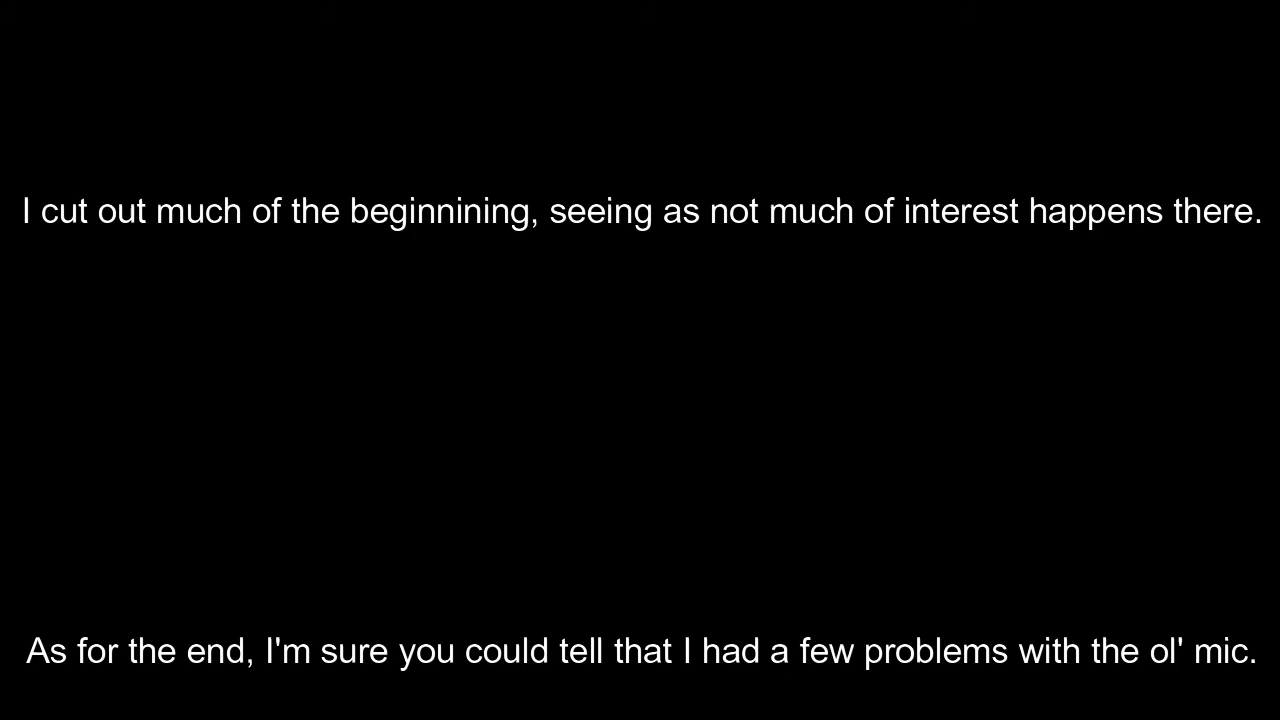 I cut out much of the beginnining, seeing as not much of interest happens there.
As for the end, I'm sure you could tell that I had a few problems with the ol' mic.